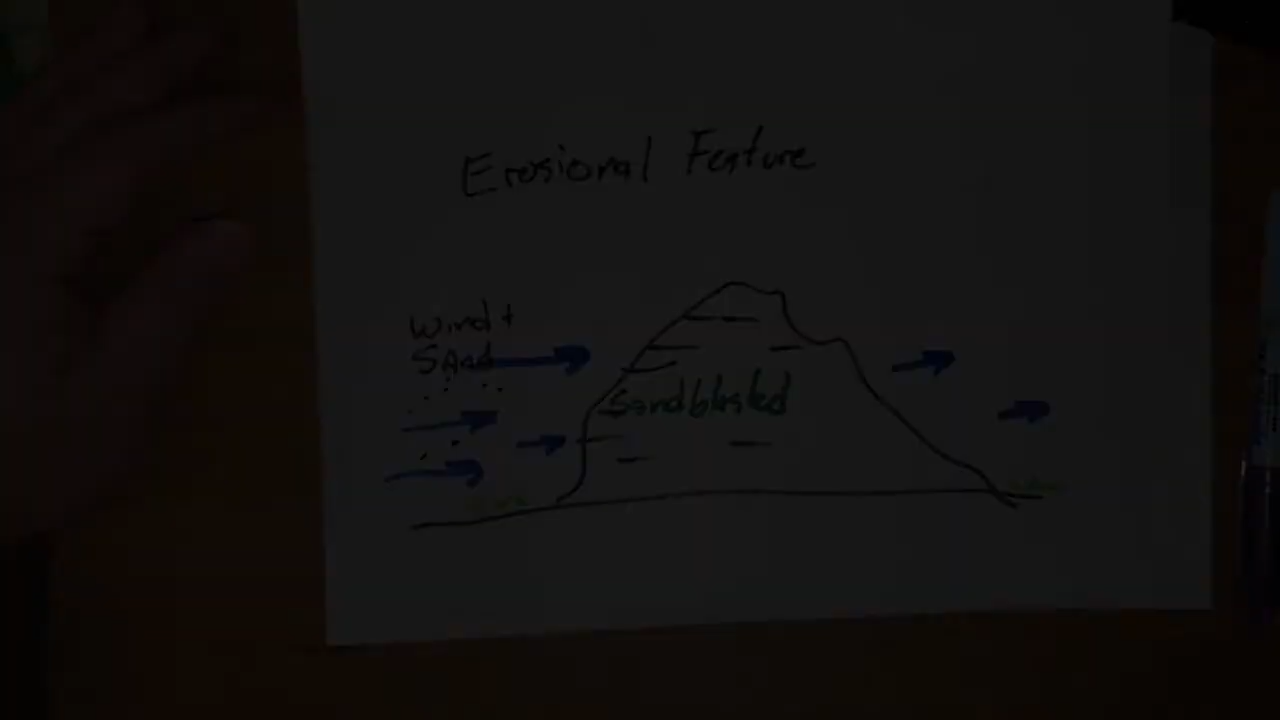 Erosional Feature
Wind +
SAnd
Sandblasted